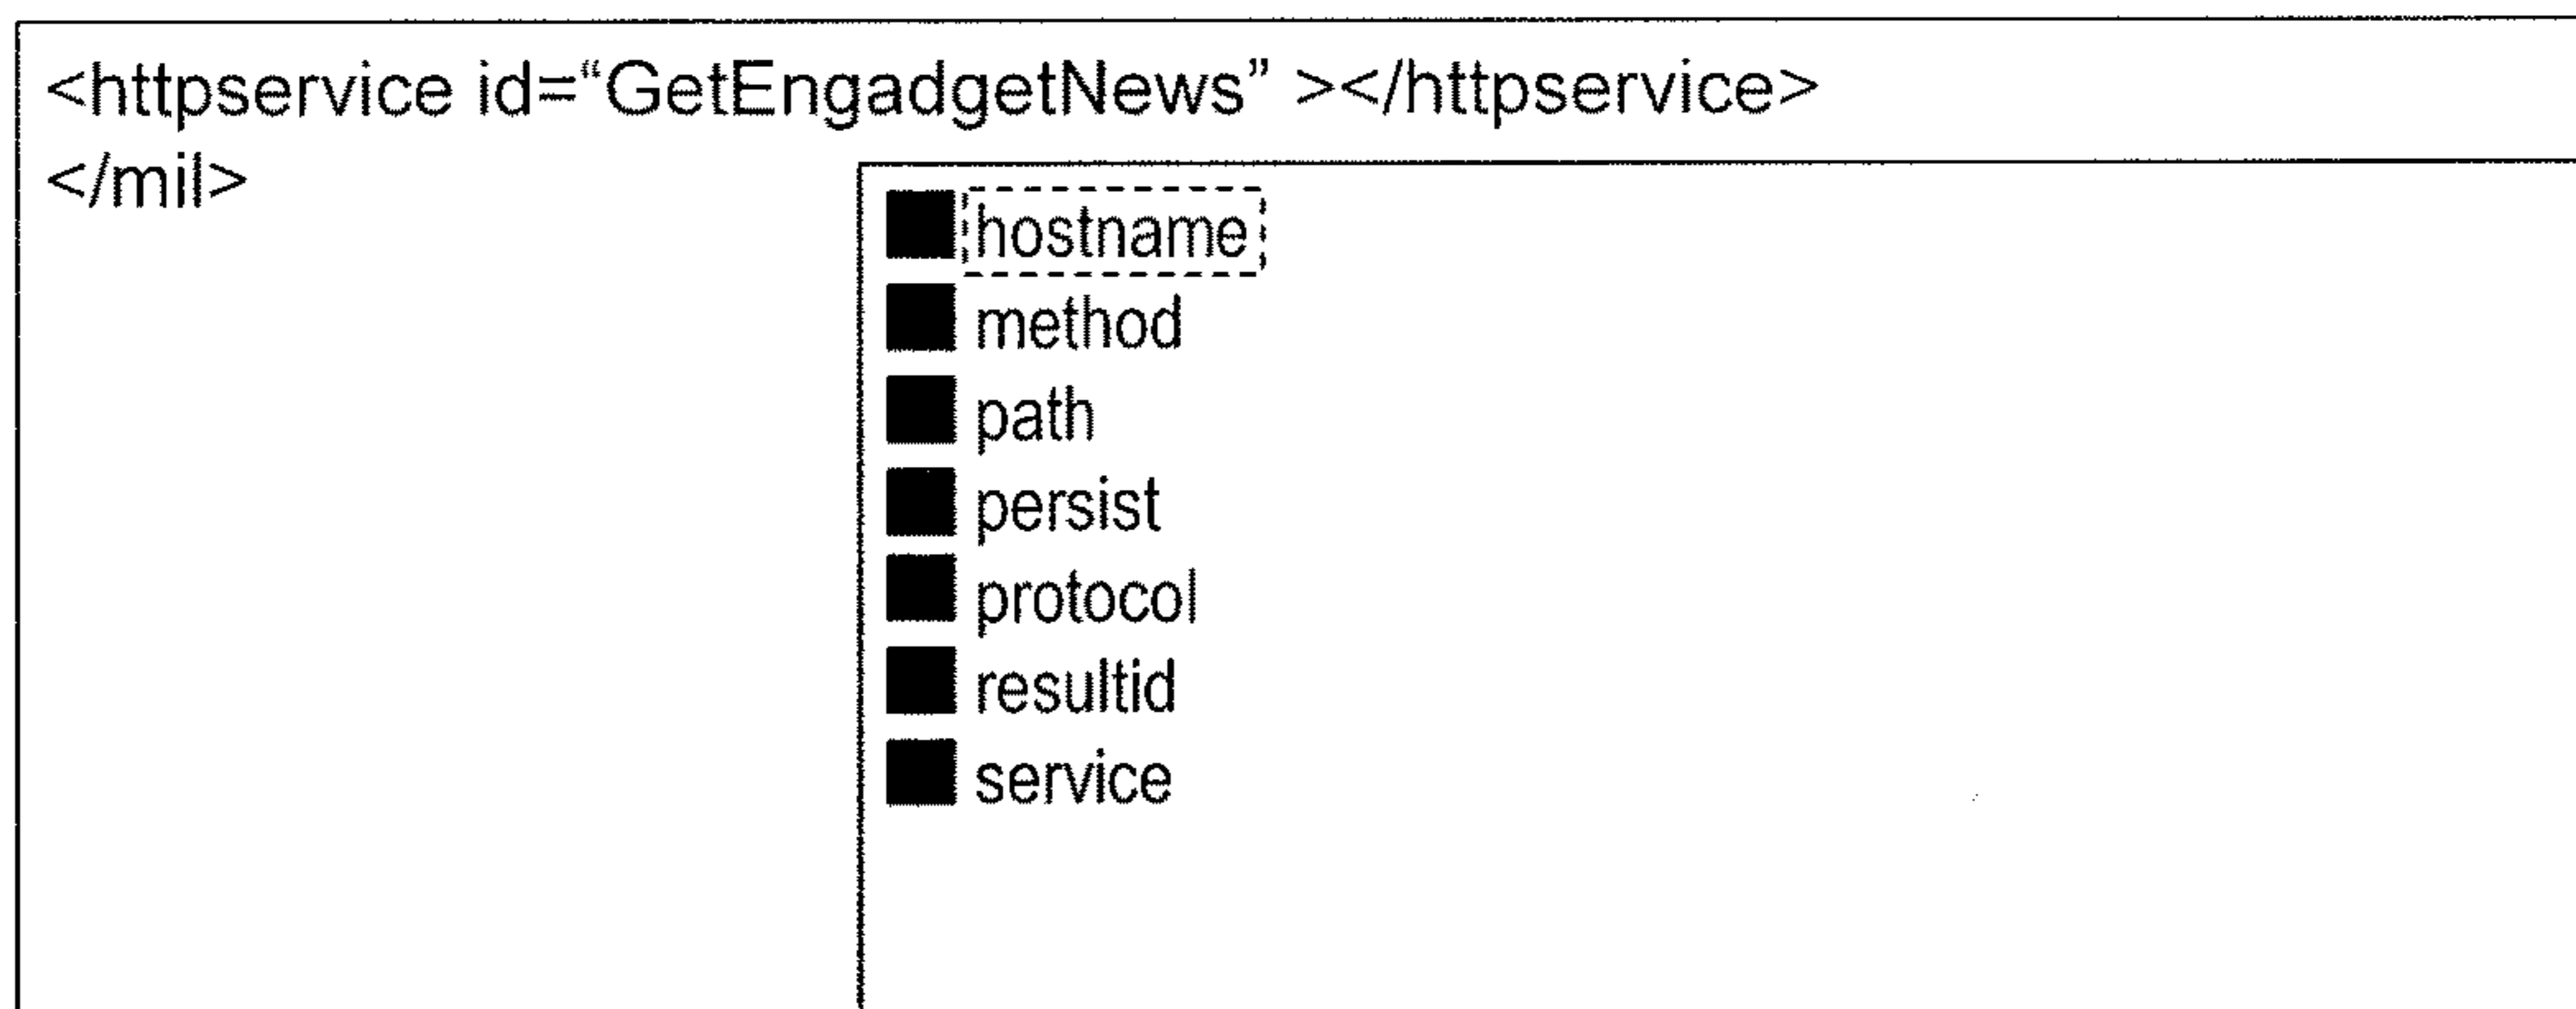 <httpservice id=“GetEngadgetNews” ></httpservice>
</mil>
hostname
method
path
persist
protocol
resultid
service